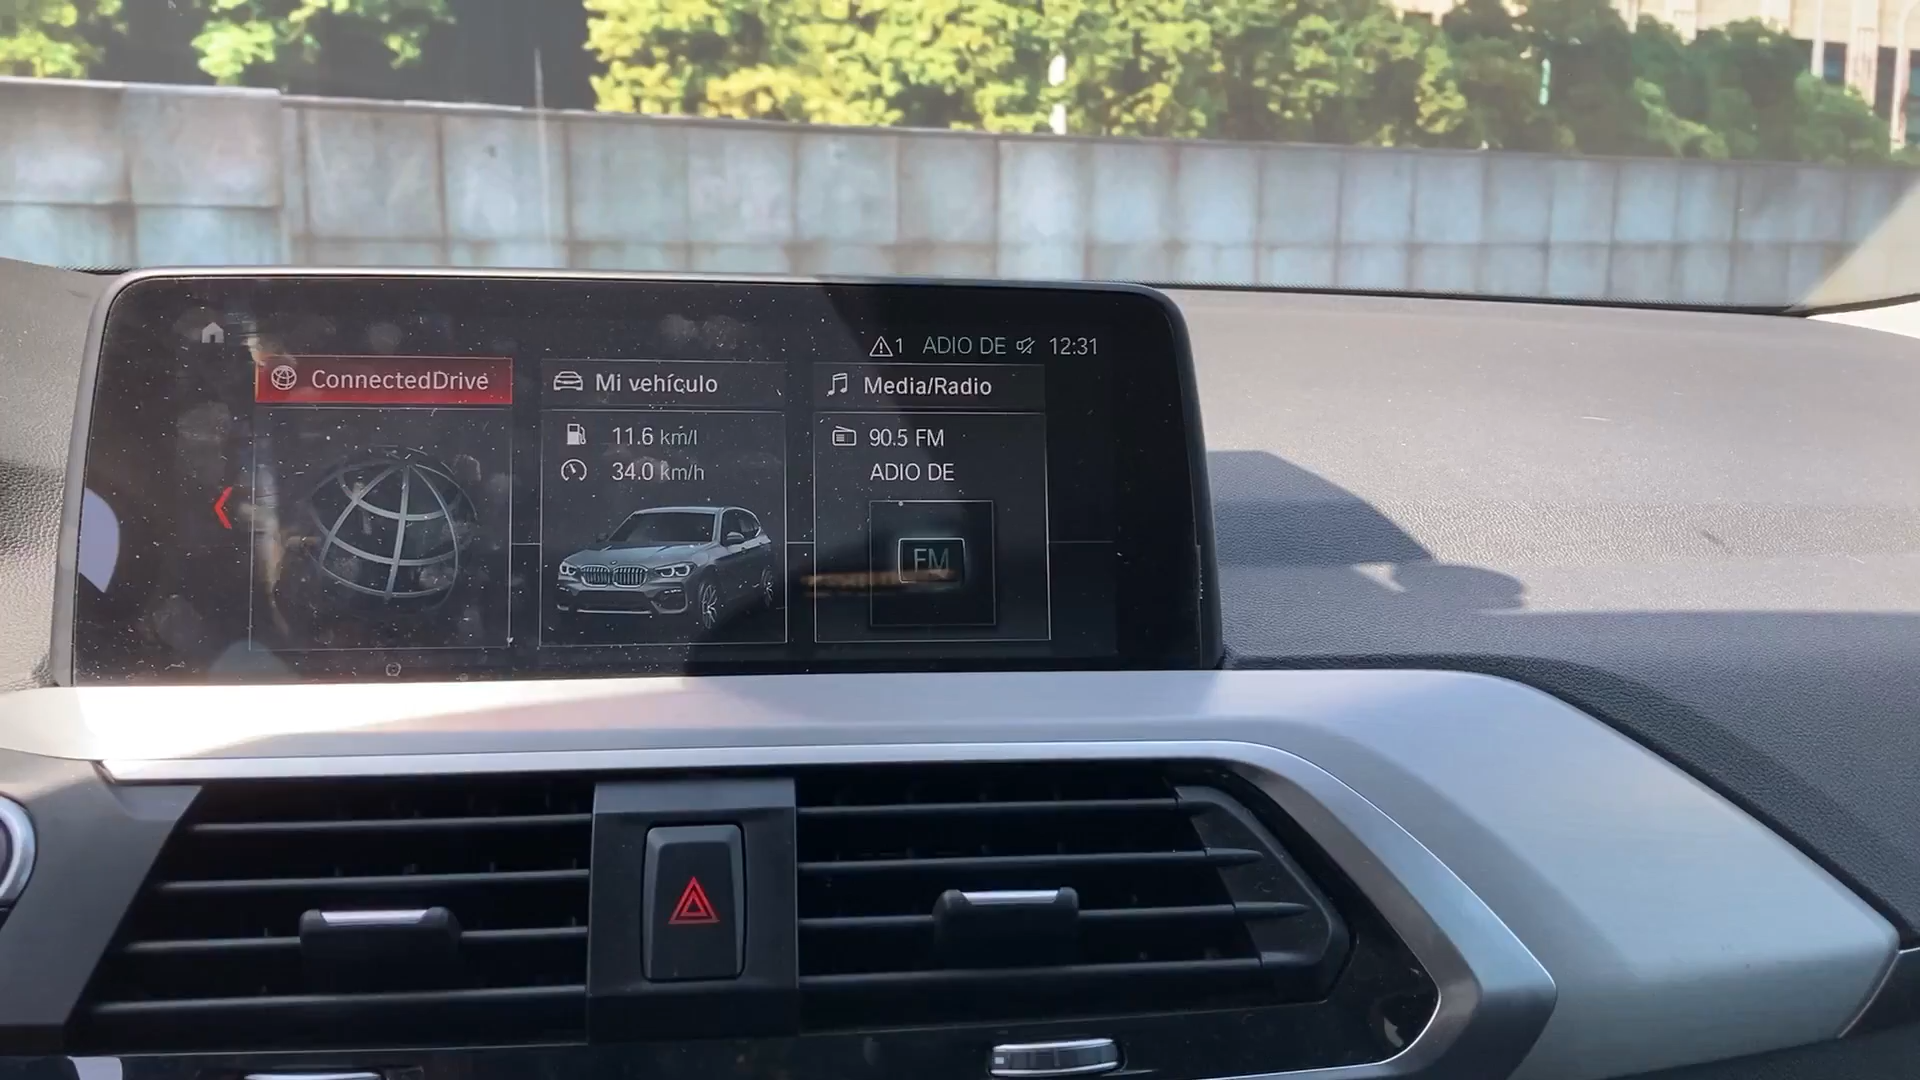 1 ADIO DE 12:31
ConnectedDrive
Mi vehículo
11.6 km/l
34.0 km/h
Media/Radio
90.5 FM
ADIO DE
FM